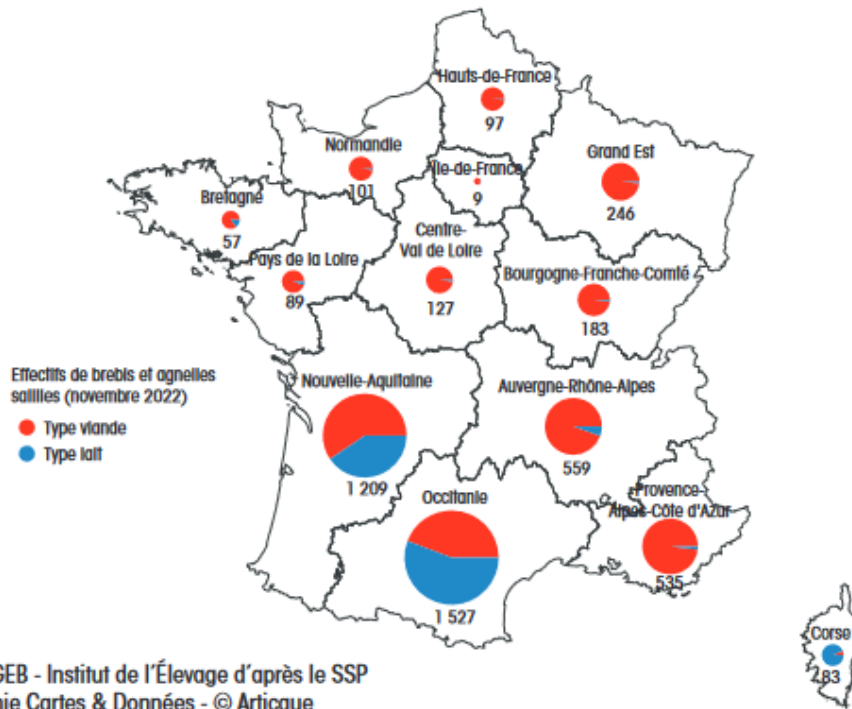 Hauts-de-France
97
Normandie
101
Île-de-France
9
Grand Est
246
Bretagne
57
Pays de la Loire
89
Centre-
Val de Loire
127
Bourgogne-Franche-Comté
183
Effectifs de brebis et agnelles
saillies (novembre 2022)
Type viande
Type lait
Nouvelle-Aquitaine
1 209
Auvergne-Rhône-Alpes
559
Occitanie
1 527
Provence-
Alpes-Côte d'Azur
535
Corse
83
GEB - Institut de l'Élevage d'après le SSP
Cartes & Données - © Articque